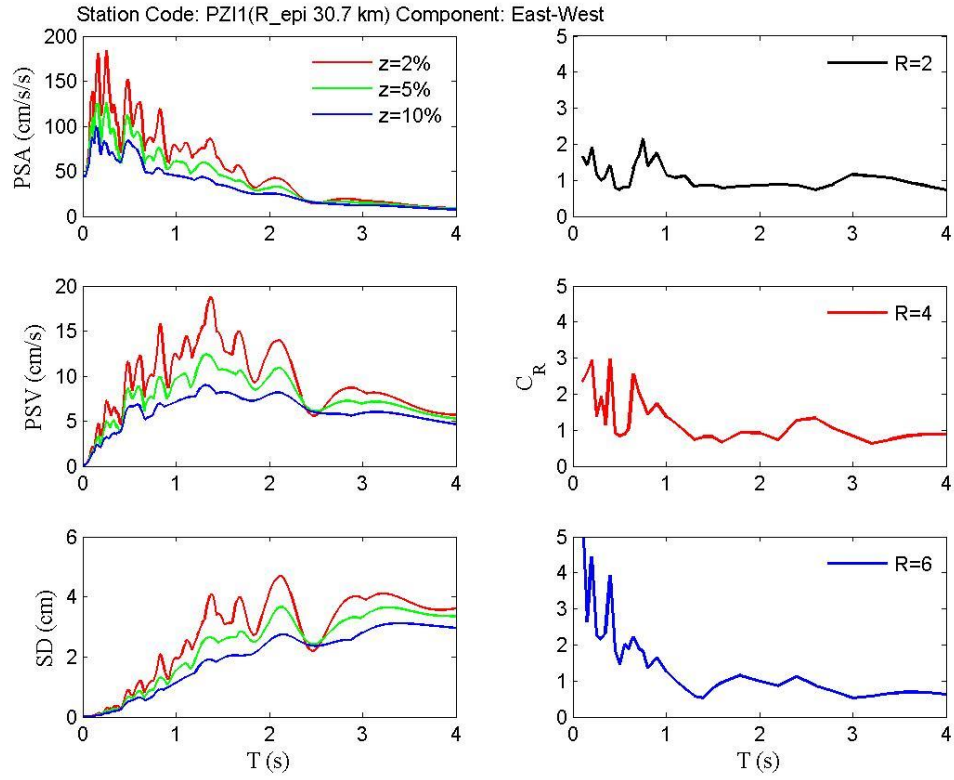 Station Code: PZI1(R_epi 30.7 km) Component: East-West
PSA (cm/s/s)
200
150
100
50
0
0 1 2 3 4
z=2%
z=5%
z=10%
5
4
3
2
1
0
0 1 2 3 4
R=2
PSV (cm/s)
20
15
10
5
0
0 1 2 3 4
C_R
5
4
3
2
1
0
0 1 2 3 4
R=4
SD (cm)
6
4
2
0
0 1 2 3 4
T (s)
5
4
3
2
1
0
0 1 2 3 4
R=6
T (s)